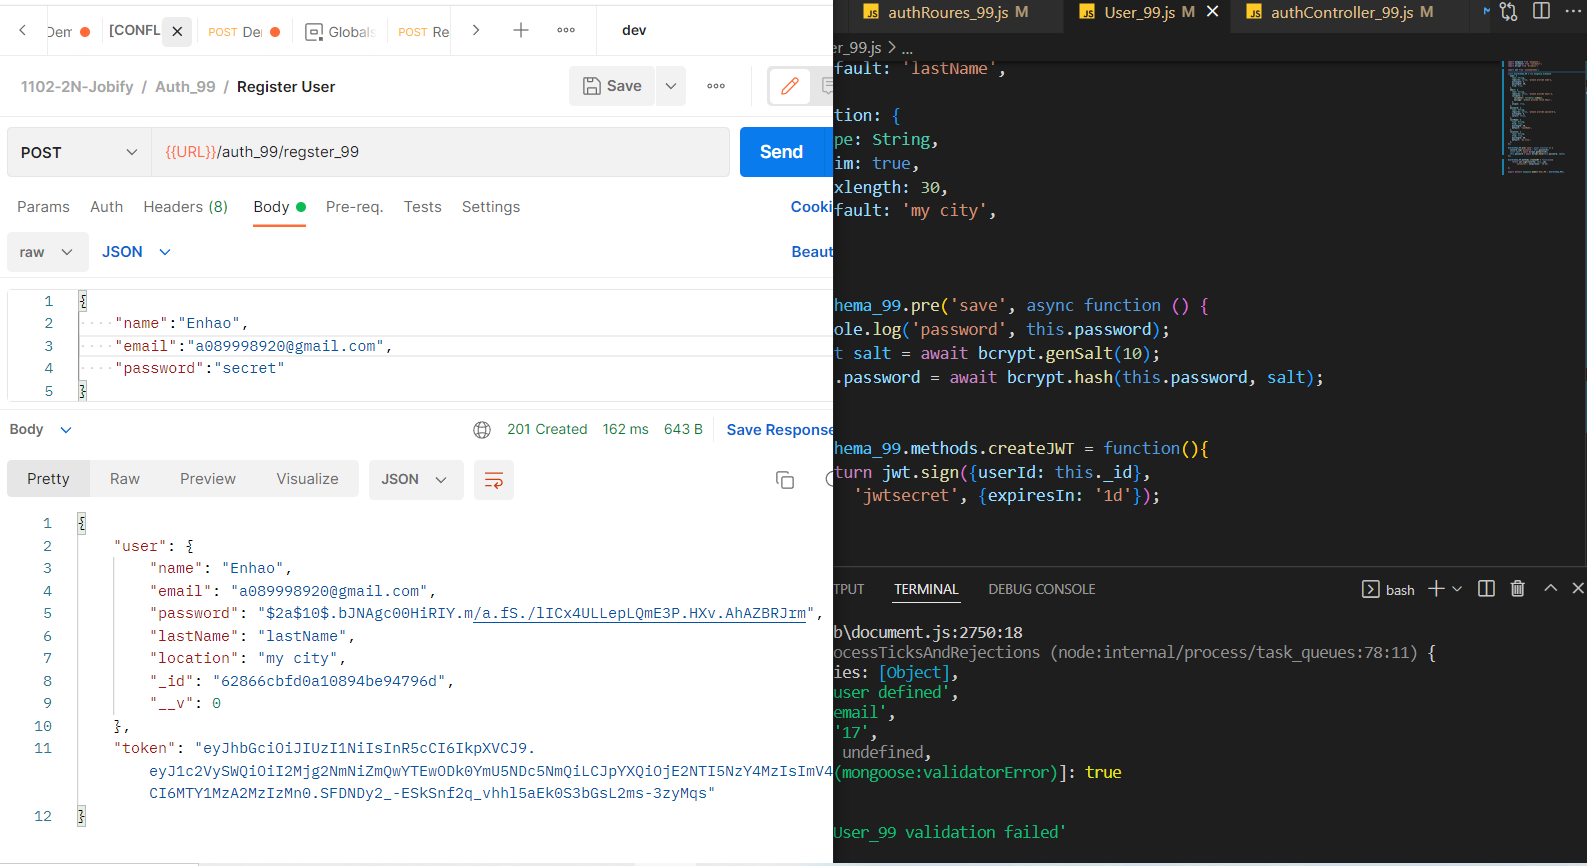 Dem
[CONFL
POST De
Globals
POST Re
dev
1102-2N-Jobify / Auth_99 / Register User
Save
POST
{{URL}}/auth_99/regster_99
Send
Params Auth Headers (8) Body Pre-req. Tests Settings
Cooki
raw JSON
Beaut
1 {
2 "name":"Enhao",
3 "email":"a089998920@gmail.com",
4 "password":"secret"
5 }
Body
201 Created 162 ms 643 B Save Response
Pretty Raw Preview Visualize JSON
1 {
2 "user": {
3 "name": "Enhao",
4 "email": "a089998920@gmail.com",
5 "password": "$2a$10$.bJNAgc00HiRIY.m/a.fS./lICx4ULLepLQmE3P.HXv.AhAZBRJrm",
6 "lastName": "lastName",
7 "location": "my city",
8 "_id": "62866cbfd0a10894be94796d",
9 "__v": 0
10 },
11 "token": "eyJhbGciOiJIUzI1NiIsInR5cCI6IkpXVCJ9.
eyJ1c2VySWQiOiI2Mjg2NmNiZmQwYTEwODk0YmU5NDc5NmQiLCJpYXQiOjE2NTI5NzY4MzIsImV4
CI6MTY1MzA2MzIzMn0.SFDNDy2_-ESkSnf2q_vhhl5aEk0S3bGsL2ms-3zyMqs"
12 }
JS authRoures_99.js M
JS User_99.js M
JS authController_99.js M
er_99.js > ...
fault: 'lastName',
tion: {
pe: String,
im: true,
xlength: 30,
fault: 'my city',
hema_99.pre('save', async function () {
ole.log('password', this.password);
t salt = await bcrypt.genSalt(10);
.password = await bcrypt.hash(this.password, salt);
hema_99.methods.createJWT = function(){
turn jwt.sign({userId: this._id},
'jwtsecret', {expiresIn: '1d'});
TPUT TERMINAL DEBUG CONSOLE
bash
b\document.js:2750:18
ocessTicksAndRejections (node:internal/process/task_queues:78:11) {
ies: [Object],
user defined',
email',
'17',
undefined,
(mongoose:validatorError)]: true
User_99 validation failed'